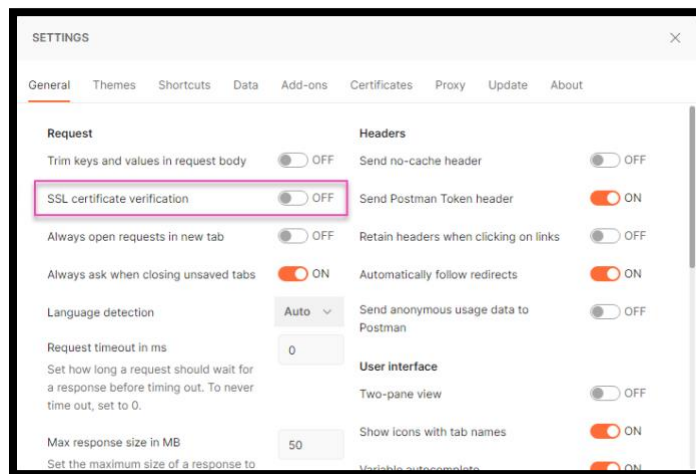 SETTINGS
General Themes Shortcuts Data Add-ons Certificates Proxy Update About
Request
Trim keys and values in request body OFF
SSL certificate verification OFF
Always open requests in new tab OFF
Always ask when closing unsaved tabs ON
Language detection Auto
Request timeout in ms 0
Set how long a request should wait for
a response before timing out. To never
time out, set to 0.
Max response size in MB 50
Set the maximum size of a response to
Headers
Send no-cache header OFF
Send Postman Token header ON
Retain headers when clicking on links OFF
Automatically follow redirects ON
Send anonymous usage data to OFF
Postman
User interface
Two-pane view OFF
Show icons with tab names ON
Variable autocomplete ON